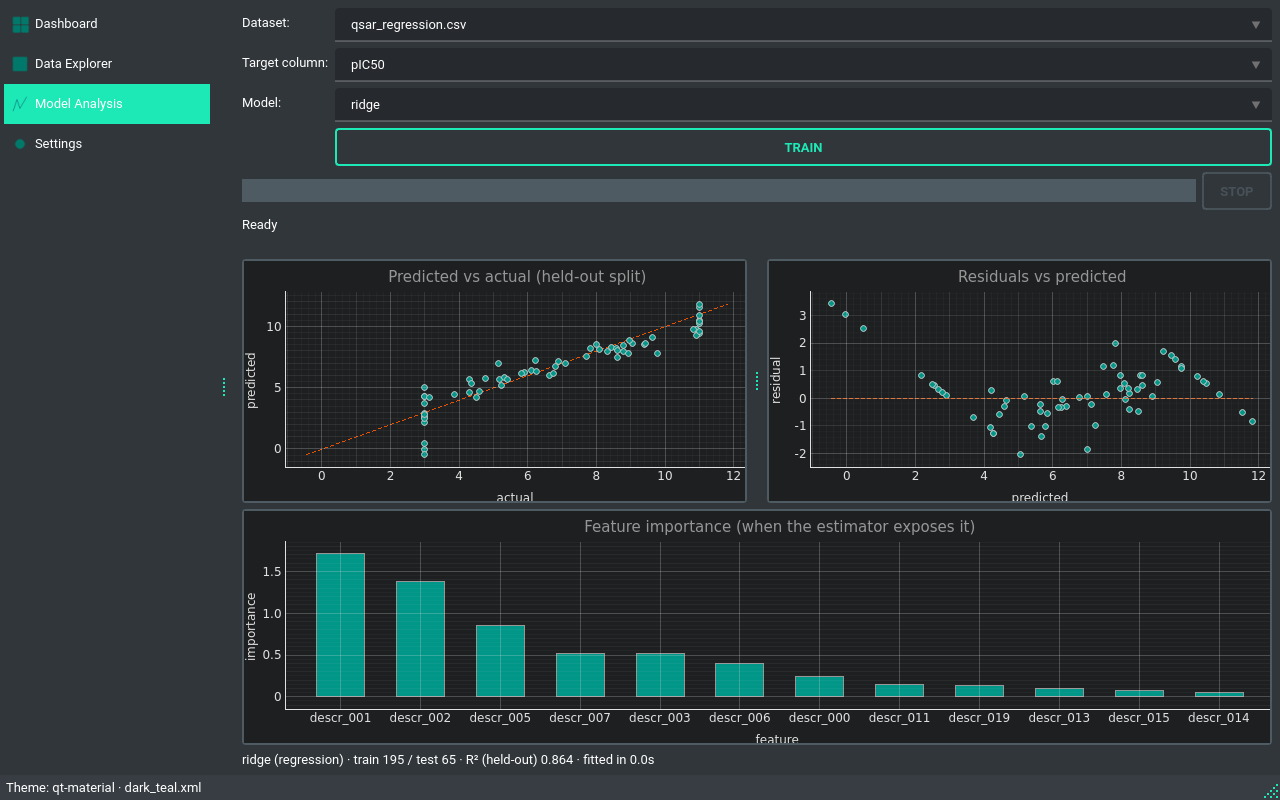 Dashboard
Data Explorer
Model Analysis
Settings
Dataset:
qsar_regression.csv
Target column:
pIC50
Model:
ridge
TRAIN
STOP
Ready
Predicted vs actual (held-out split)
predicted
10
5
0
0 2 4 6 8 10 12
actual
Residuals vs predicted
residual
3
2
1
0
-1
-2
0 2 4 6 8 10 12
predicted
Feature importance (when the estimator exposes it)
importance
1.5
1.0
0.5
0
descr_001 descr_002 descr_005 descr_007 descr_003 descr_006 descr_000 descr_011 descr_019 descr_013 descr_015 descr_014
feature
ridge (regression) · train 195 / test 65 · R² (held-out) 0.864 · fitted in 0.0s
Theme: qt-material · dark_teal.xml